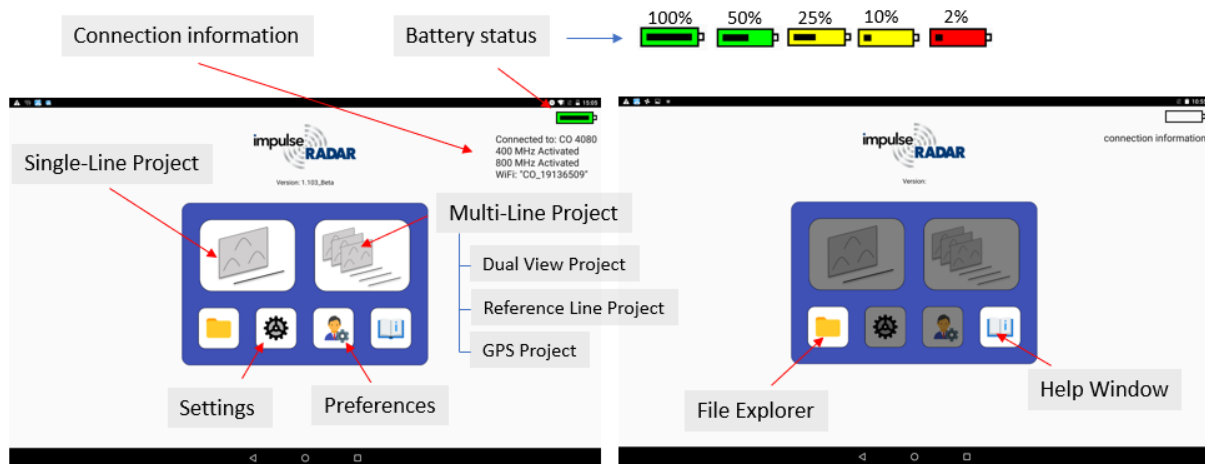 100% 50% 25% 10% 2%
Connection information
Battery status
15:05
Connected to: CO 4080
400 MHz Activated
800 MHz Activated
WiFi: "CO_19136509"
impulse
RADAR
Version: 1.103_Beta
Single-Line Project
Multi-Line Project
Dual View Project
Reference Line Project
GPS Project
Settings
Preferences
connection information
impulse
RADAR
Version:
File Explorer
Help Window